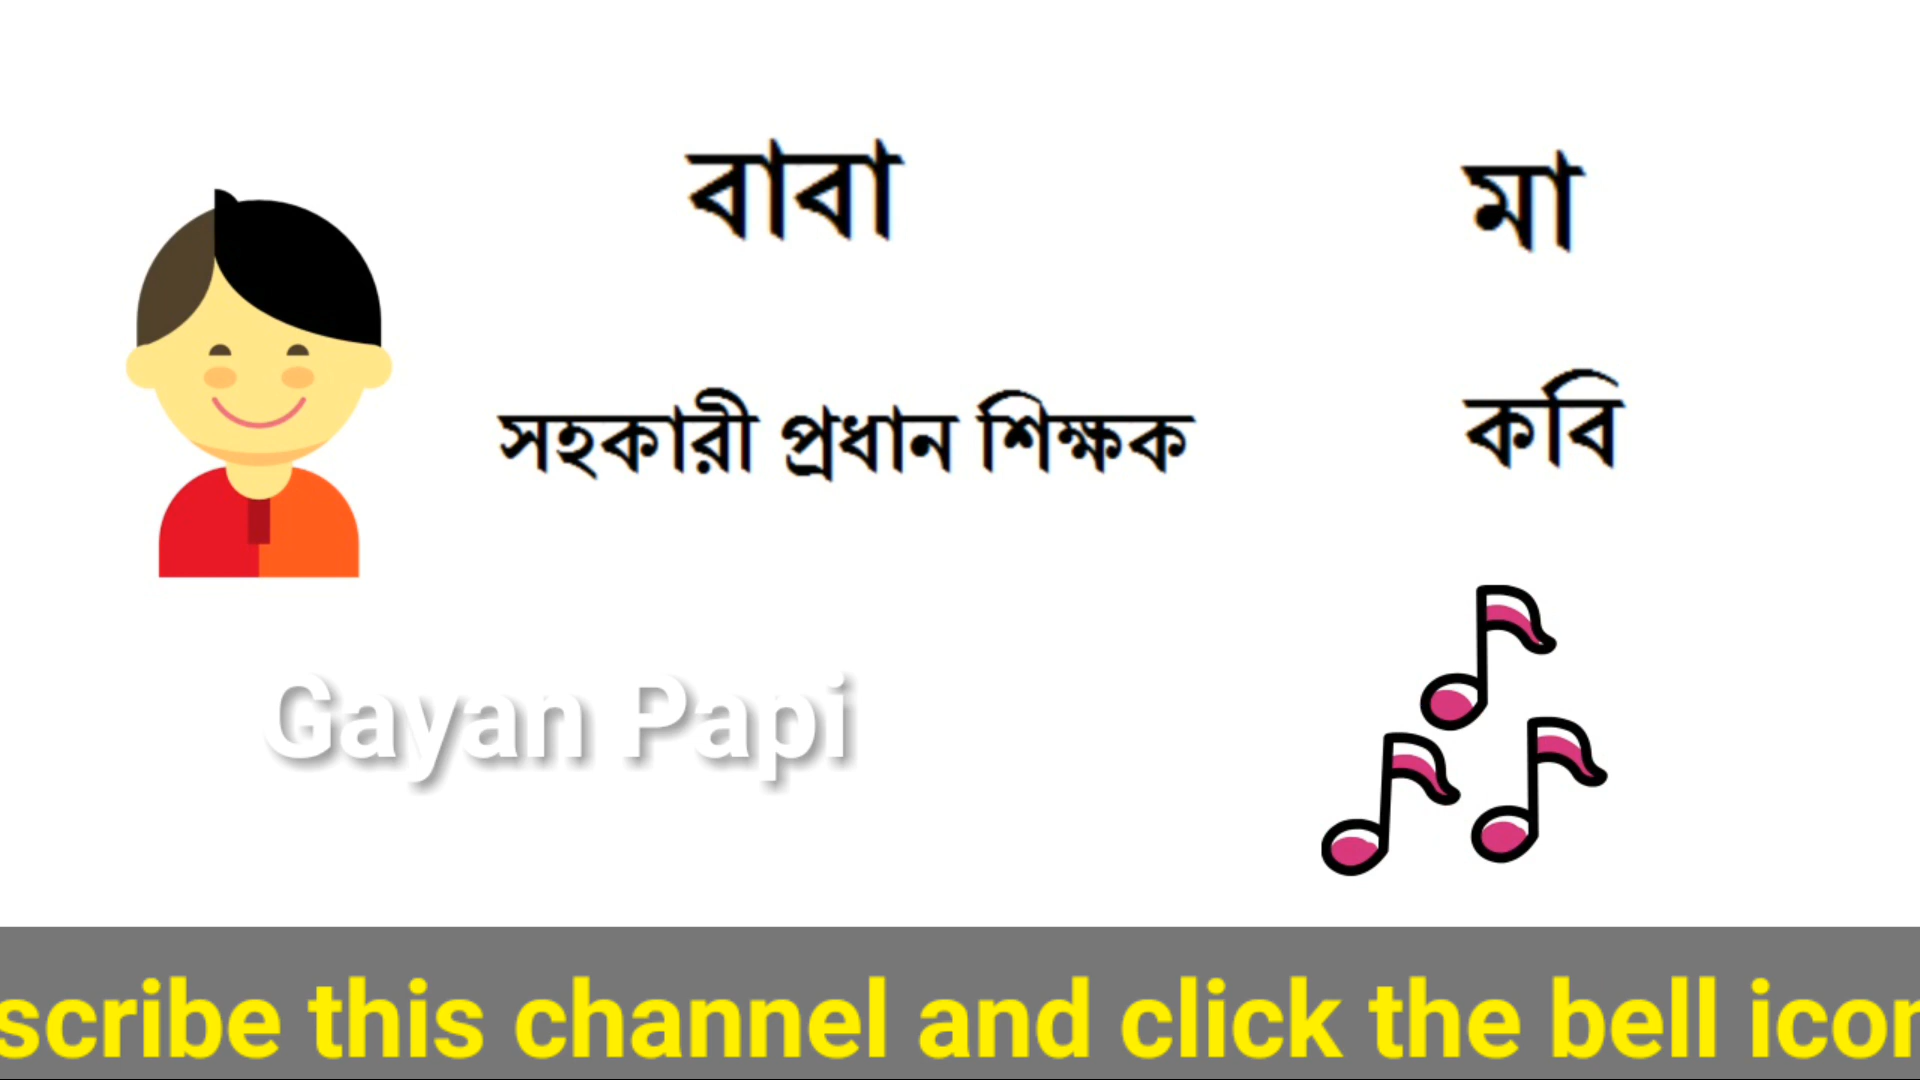 বাবা
মা
সহকারী প্রধান শিক্ষক
কবি
Gayan Papi
scribe this channel and click the bell icon